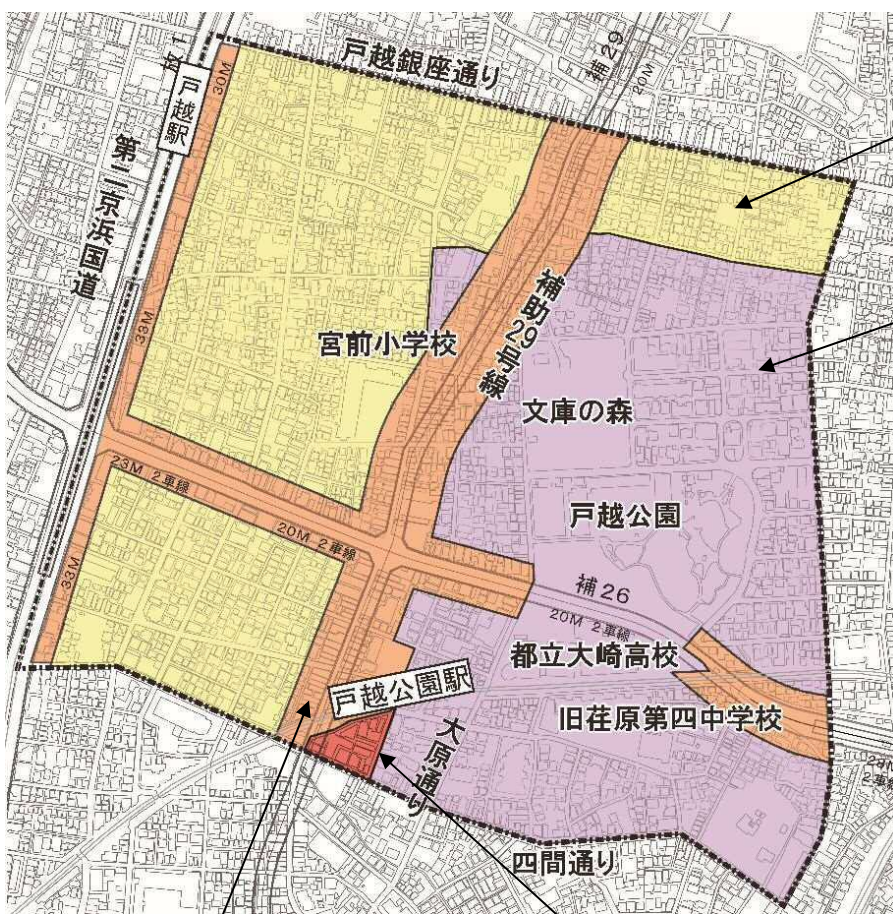 戸越銀座通り
補29
20M
放1
30M
戸越駅
第二京浜国道
33M
宮前小学校
補助29号線
文庫の森
戸越公園
23M 2車線
20M 2車線
補26
20M 2車線
33M
都立大崎高校
戸越公園駅
旧荏原第四中学校
大原通り
四間通り